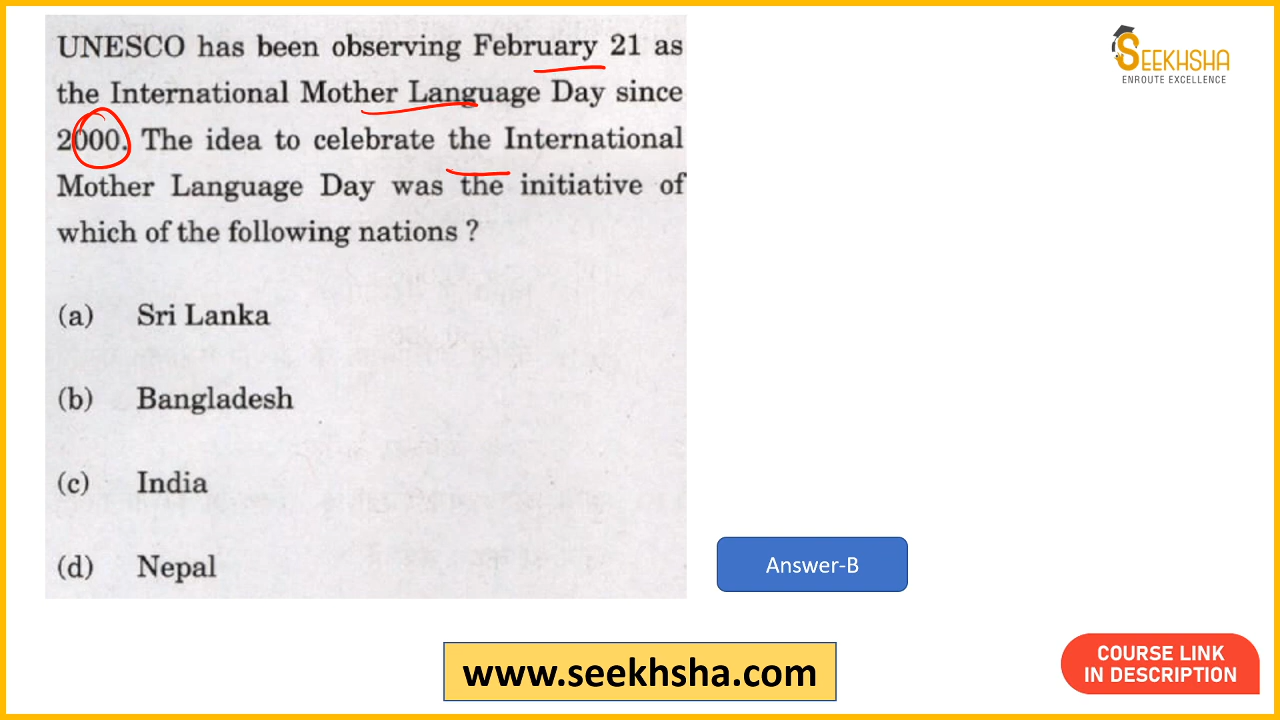 UNESCO has been observing February 21 as
the International Mother Language Day since
2000. The idea to celebrate the International
Mother Language Day was the initiative of
which of the following nations ?
(a) Sri Lanka
(b) Bangladesh
(c) India
(d) Nepal
SEEKHSHA
ENROUTE EXCELLENCE
Answer-B
www.seekhsha.com
COURSE LINK
IN DESCRIPTION